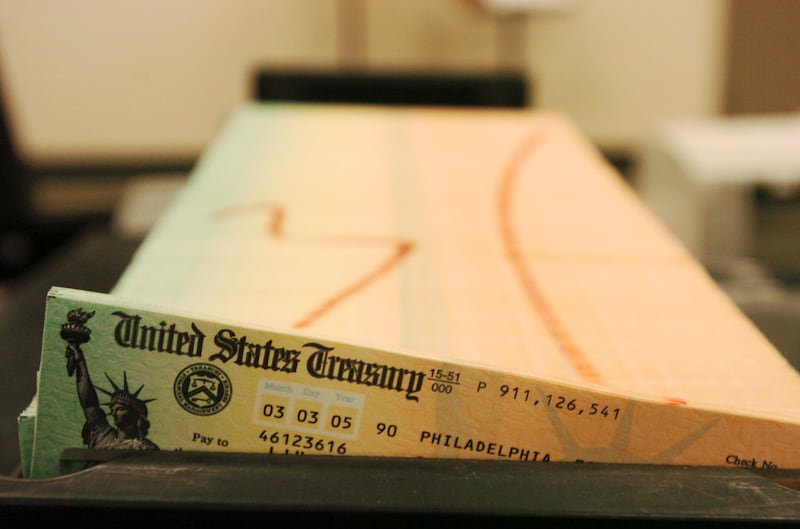 United States Treasury 15-51
000 P 911,126,541
Month Day Year
03 03 05 90 PHILADELPHIA
Pay to 46123616
Check No.